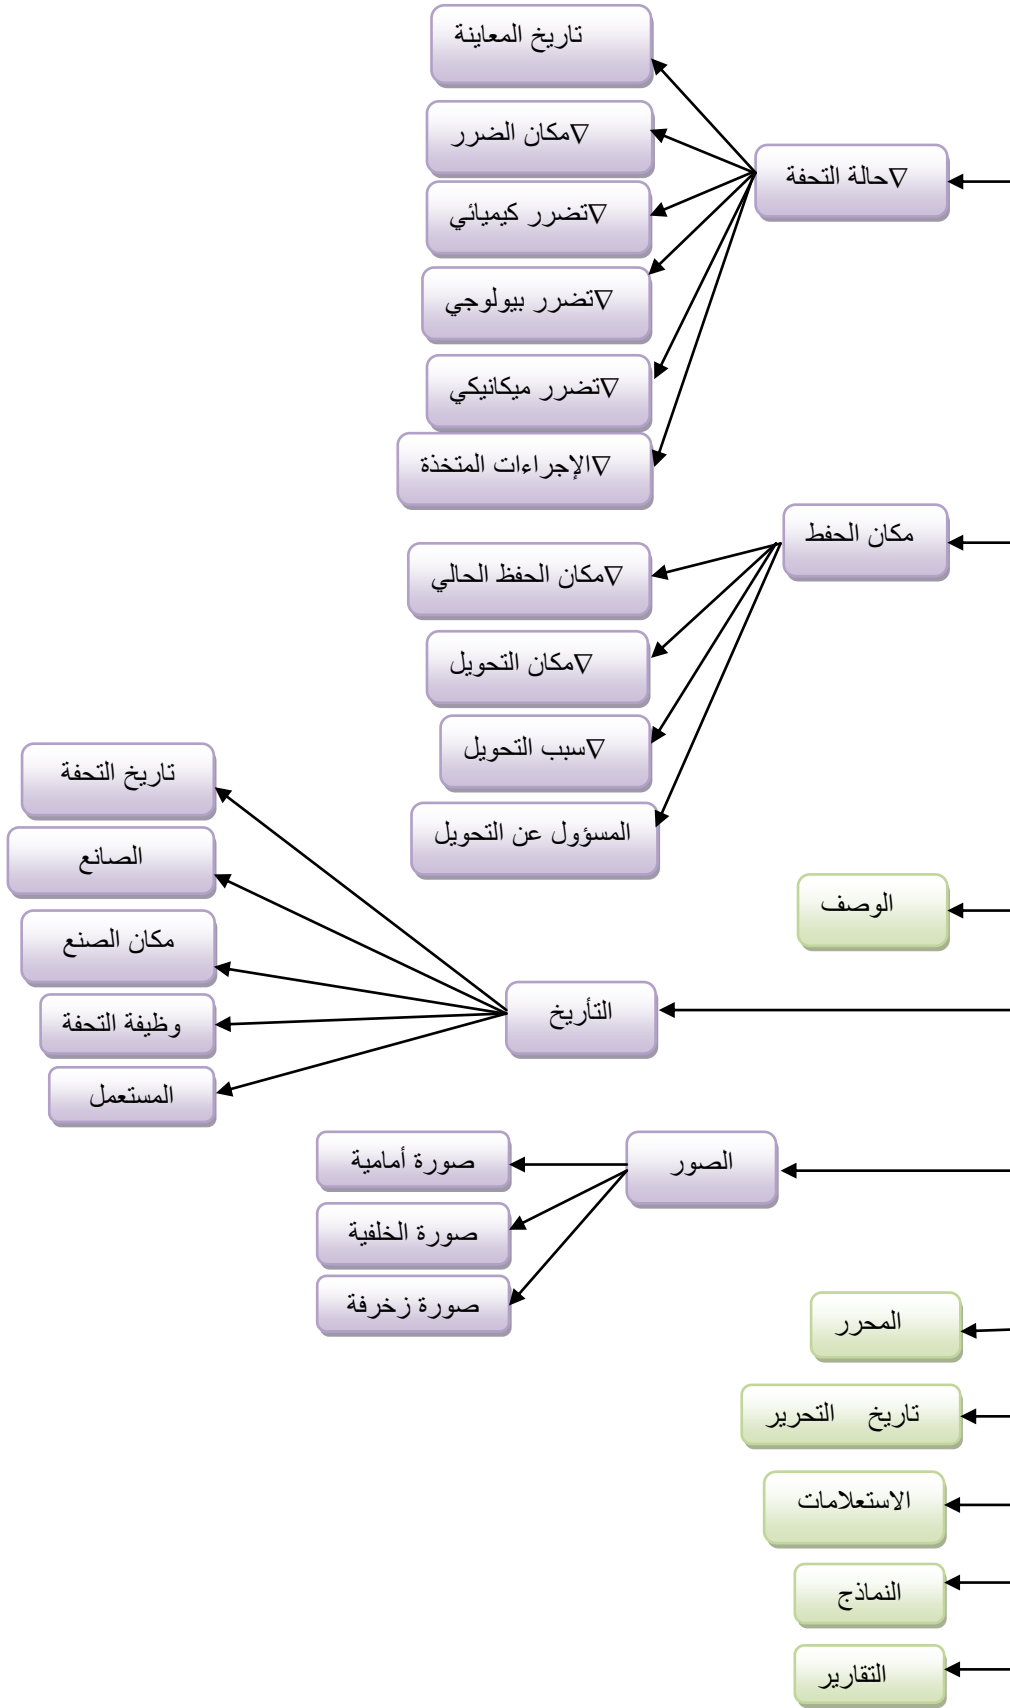 تاريخ المعاينة
∇مكان الضرر
∇حالة التحفة
∇تضرر كيميائي
∇تضرر بيولوجي
∇تضرر ميكانيكي
∇الإجراءات المتخذة
مكان الحفط
∇مكان الحفظ الحالي
∇مكان التحويل
∇سبب التحويل
المسؤول عن التحويل
تاريخ التحفة
الصانع
الوصف
مكان الصنع
التأريخ
وظيفة التحفة
المستعمل
الصور
صورة أمامية
صورة الخلفية
صورة زخرفة
المحرر
تاريخ التحرير
الاستعلامات
النماذج
التقارير